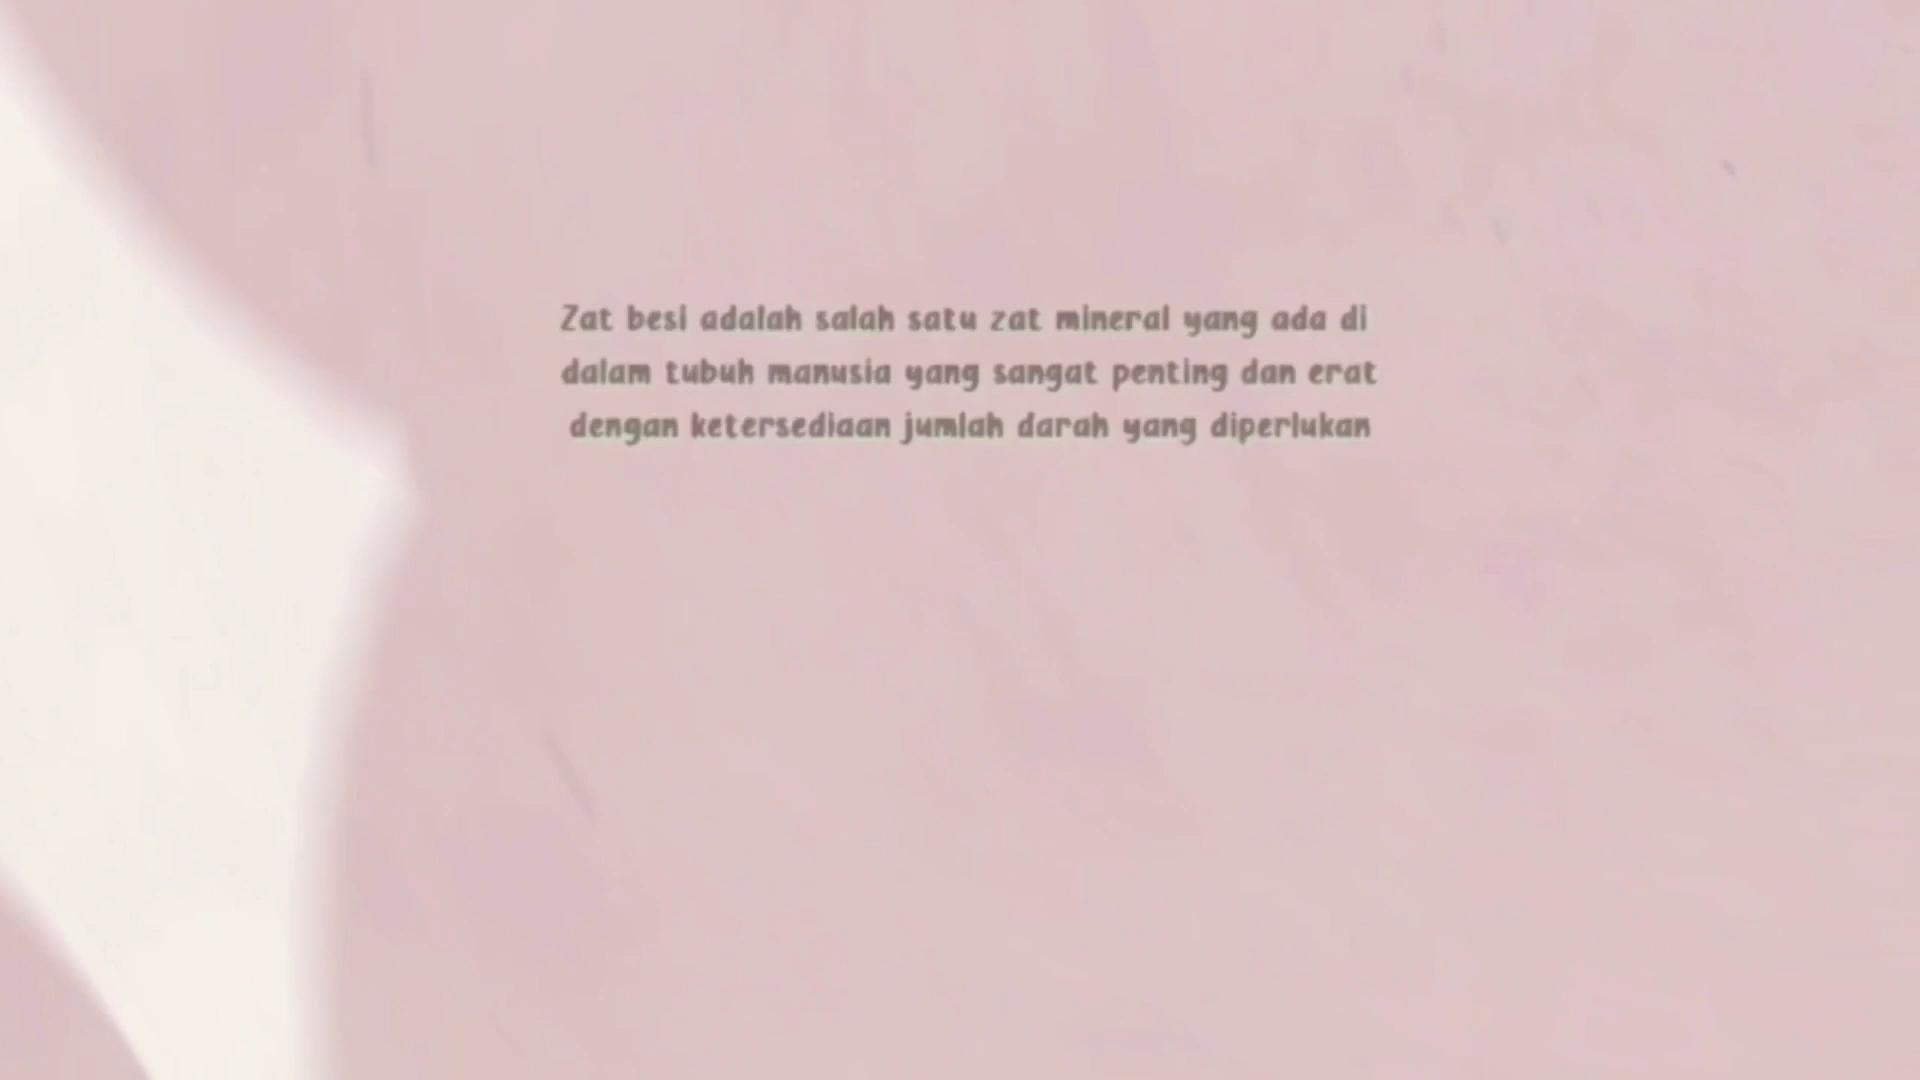 Zat besi adalah salah satu zat mineral yang ada di
dalam tubuh manusia yang sangat penting dan erat
dengan ketersediaan jumlah darah yang diperlukan